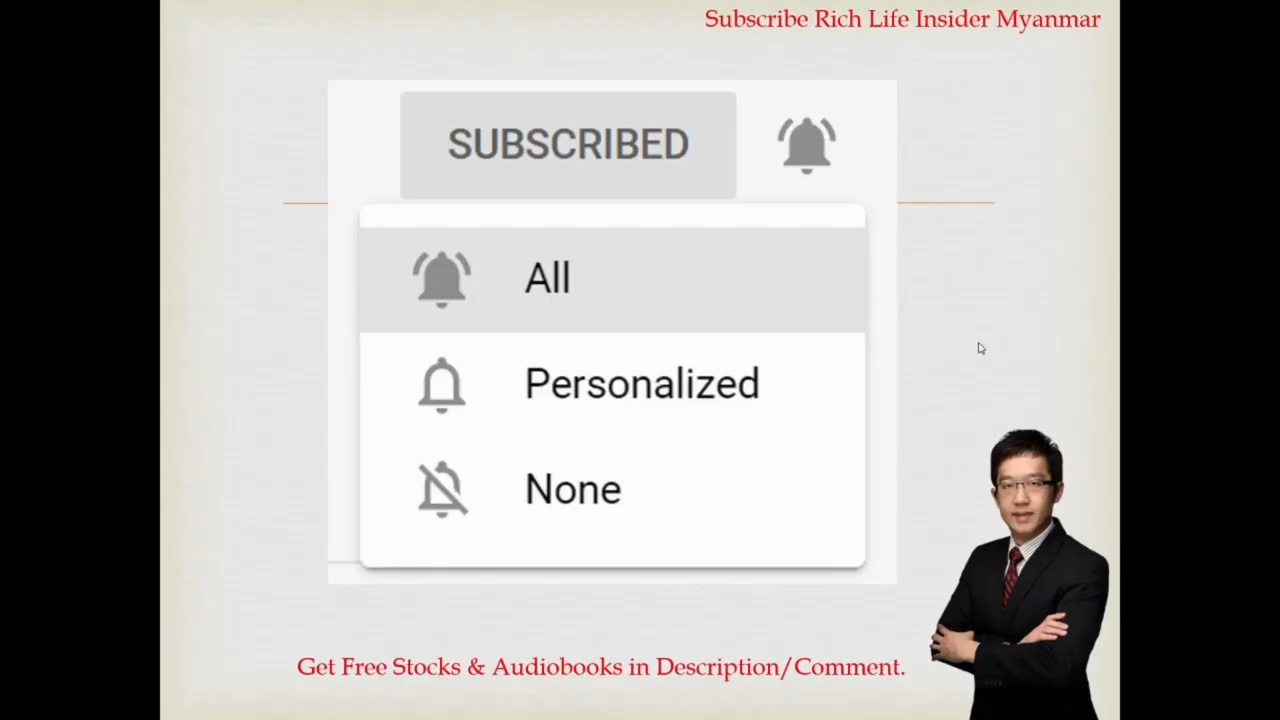 Subscribe Rich Life Insider Myanmar
SUBSCRIBED
All
Personalized
None
Get Free Stocks & Audiobooks in Description/Comment.